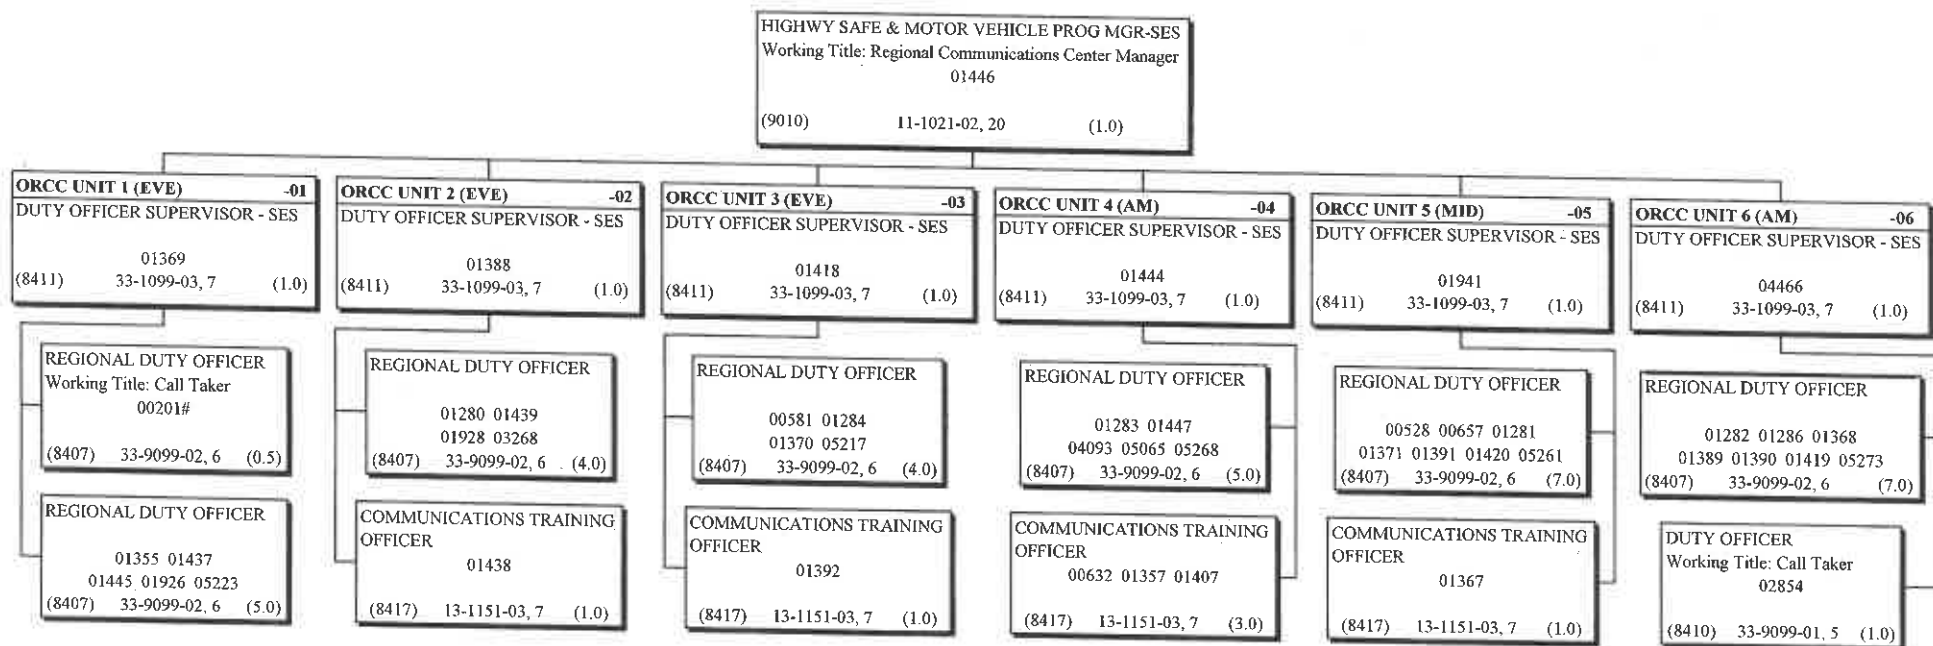 HIGHWY SAFE & MOTOR VEHICLE PROG MGR-SES
Working Title: Regional Communications Center Manager
01446
(9010) 11-1021-02, 20 (1.0)
ORCC UNIT 1 (EVE) -01
DUTY OFFICER SUPERVISOR - SES
01369
(8411) 33-1099-03, 7 (1.0)
REGIONAL DUTY OFFICER
Working Title: Call Taker
00201#
(8407) 33-9099-02, 6 (0.5)
REGIONAL DUTY OFFICER
01355 01437
01445 01926 05223
(8407) 33-9099-02, 6 (5.0)
ORCC UNIT 2 (EVE) -02
DUTY OFFICER SUPERVISOR - SES
01388
(8411) 33-1099-03, 7 (1.0)
REGIONAL DUTY OFFICER
01280 01439
01928 03268
(8407) 33-9099-02, 6 (4.0)
COMMUNICATIONS TRAINING
OFFICER
01438
(8417) 13-1151-03, 7 (1.0)
ORCC UNIT 3 (EVE) -03
DUTY OFFICER SUPERVISOR - SES
01418
(8411) 33-1099-03, 7 (1.0)
REGIONAL DUTY OFFICER
00581 01284
01370 05217
(8407) 33-9099-02, 6 (4.0)
COMMUNICATIONS TRAINING
OFFICER
01392
(8417) 13-1151-03, 7 (1.0)
ORCC UNIT 4 (AM) -04
DUTY OFFICER SUPERVISOR - SES
01444
(8411) 33-1099-03, 7 (1.0)
REGIONAL DUTY OFFICER
01283 01447
04093 05065 05268
(8407) 33-9099-02, 6 (5.0)
COMMUNICATIONS TRAINING
OFFICER
00632 01357 01407
(8417) 13-1151-03, 7 (3.0)
ORCC UNIT 5 (MID) -05
DUTY OFFICER SUPERVISOR - SES
01941
(8411) 33-1099-03, 7 (1.0)
REGIONAL DUTY OFFICER
00528 00657 01281
01371 01391 01420 05261
(8407) 33-9099-02, 6 (7.0)
COMMUNICATIONS TRAINING
OFFICER
01367
(8417) 13-1151-03, 7 (1.0)
ORCC UNIT 6 (AM) -06
DUTY OFFICER SUPERVISOR - SES
04466
(8411) 33-1099-03, 7 (1.0)
REGIONAL DUTY OFFICER
01282 01286 01368
01389 01390 01419 05273
(8407) 33-9099-02, 6 (7.0)
DUTY OFFICER
Working Title: Call Taker
02854
(8410) 33-9099-01, 5 (1.0)